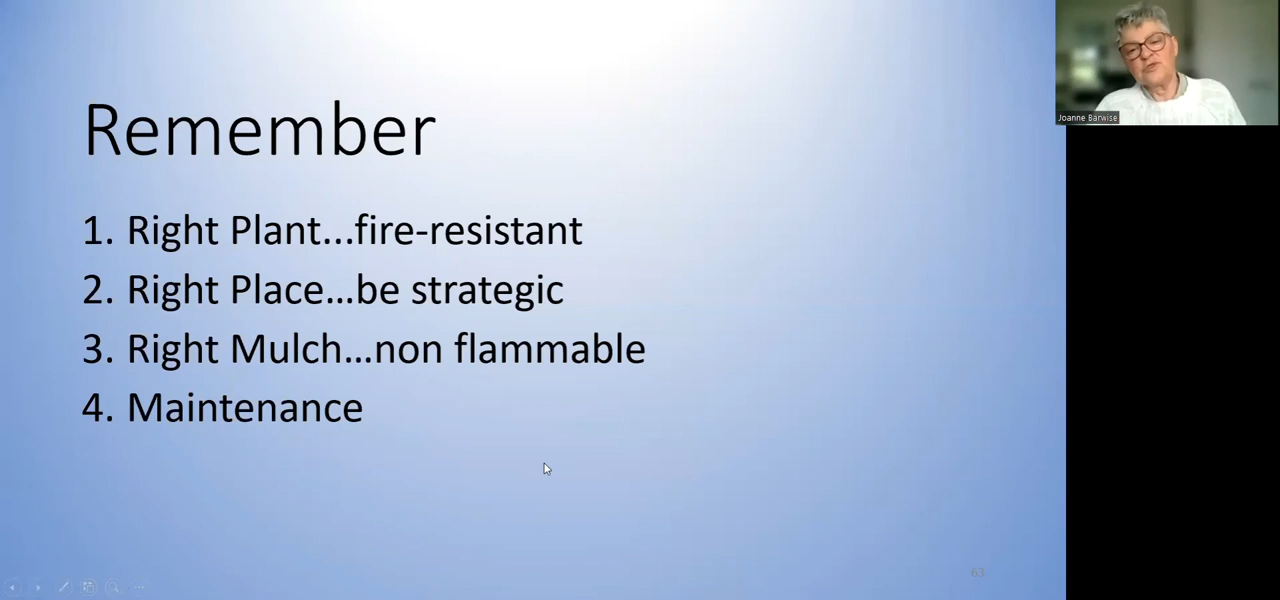 Remember
1. Right Plant...fire-resistant
2. Right Place...be strategic
3. Right Mulch...non flammable
4. Maintenance
63
Joanne Barwise